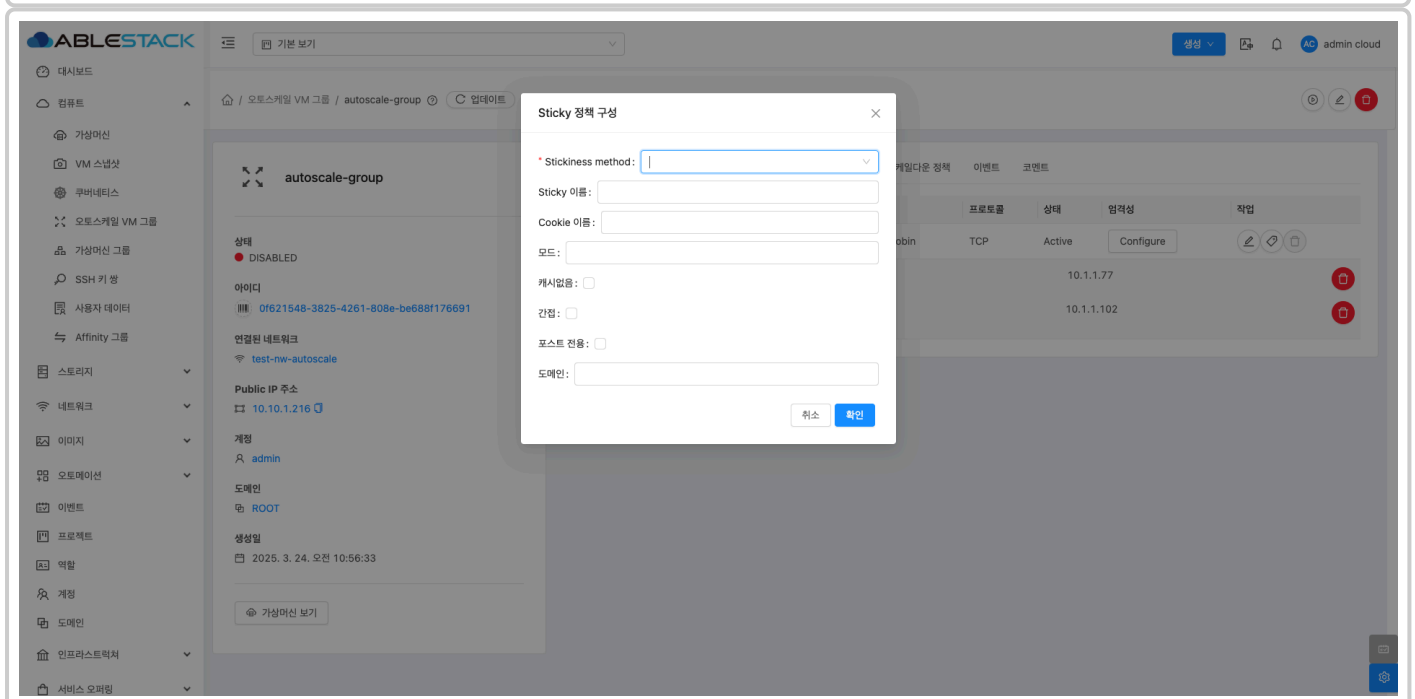 ABLESTACK
기본 보기
생성
AC admin cloud
대시보드
컴퓨트
가상머신
VM 스냅샷
쿠버네티스
오토스케일 VM 그룹
가상머신 그룹
SSH 키 쌍
사용자 데이터
Affinity 그룹
스토리지
네트워크
이미지
오토메이션
이벤트
프로젝트
역할
계정
도메인
인프라스트럭쳐
서비스 오퍼링
/ 오토스케일 VM 그룹 / autoscale-group 업데이트
autoscale-group
상태
DISABLED
아이디
0f621548-3825-4261-808e-be688f176691
연결된 네트워크
test-nw-autoscale
Public IP 주소
10.10.1.216
계정
admin
도메인
ROOT
생성일
2025. 3. 24. 오전 10:56:33
가상머신 보기
Sticky 정책 구성
* Stickiness method:
Sticky 이름:
Cookie 이름:
모드:
캐시없음:
간접:
포스트 전용:
도메인:
취소 확인
케일다운 정책 이벤트 코멘트
프로토콜 상태 엄격성 작업
obin TCP Active Configure
10.1.1.77
10.1.1.102